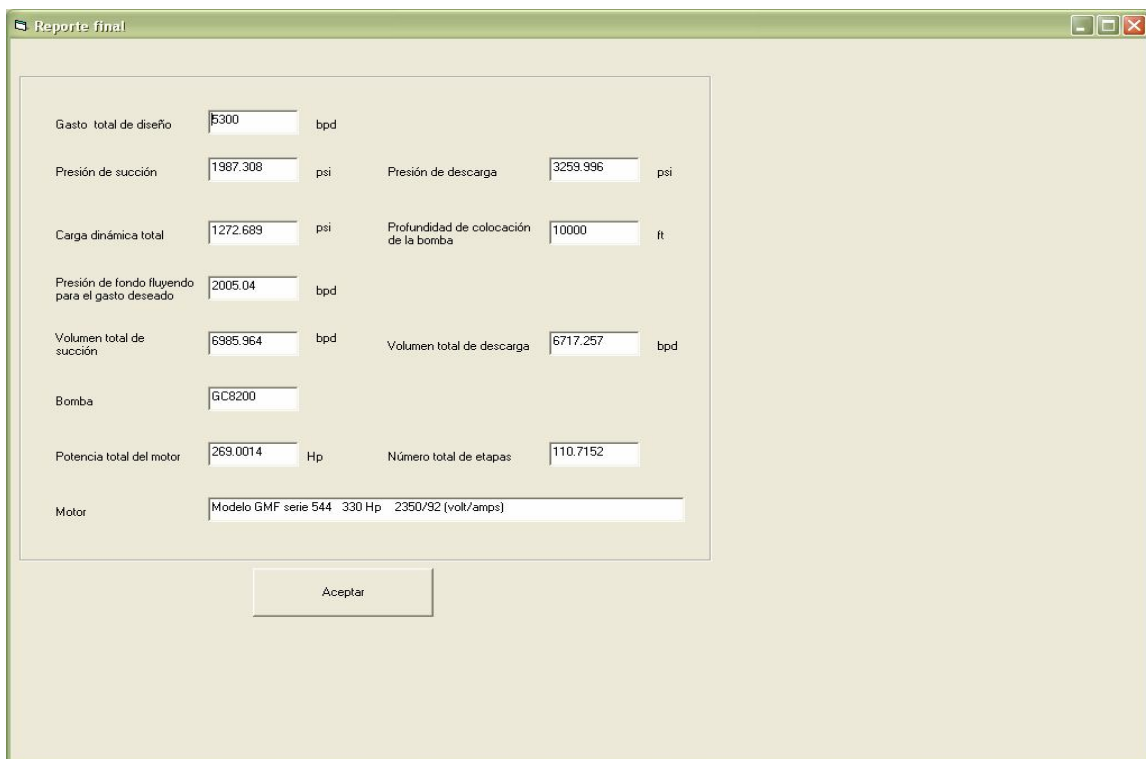 Reporte final
Gasto total de diseño 5300 bpd
Presión de succión 1987.308 psi Presión de descarga 3259.996 psi
Carga dinámica total 1272.689 psi Profundidad de colocación
de la bomba 10000 ft
Presión de fondo fluyendo
para el gasto deseado 2005.04 bpd
Volumen total de
succión 6985.964 bpd Volumen total de descarga 6717.257 bpd
Bomba GC8200
Potencia total del motor 269.0014 Hp Número total de etapas 110.7152
Motor Modelo GMF serie 544 330 Hp 2350/92 (volt/amps)
Aceptar